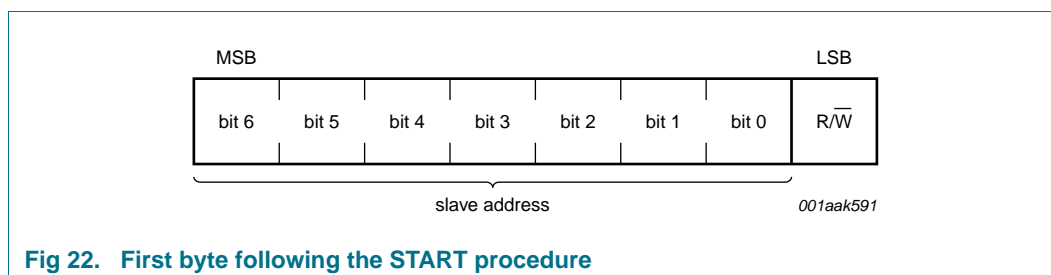 MSB LSB
bit 6 bit 5 bit 4 bit 3 bit 2 bit 1 bit 0 R/W̅
slave address 001aak591
Fig 22. First byte following the START procedure